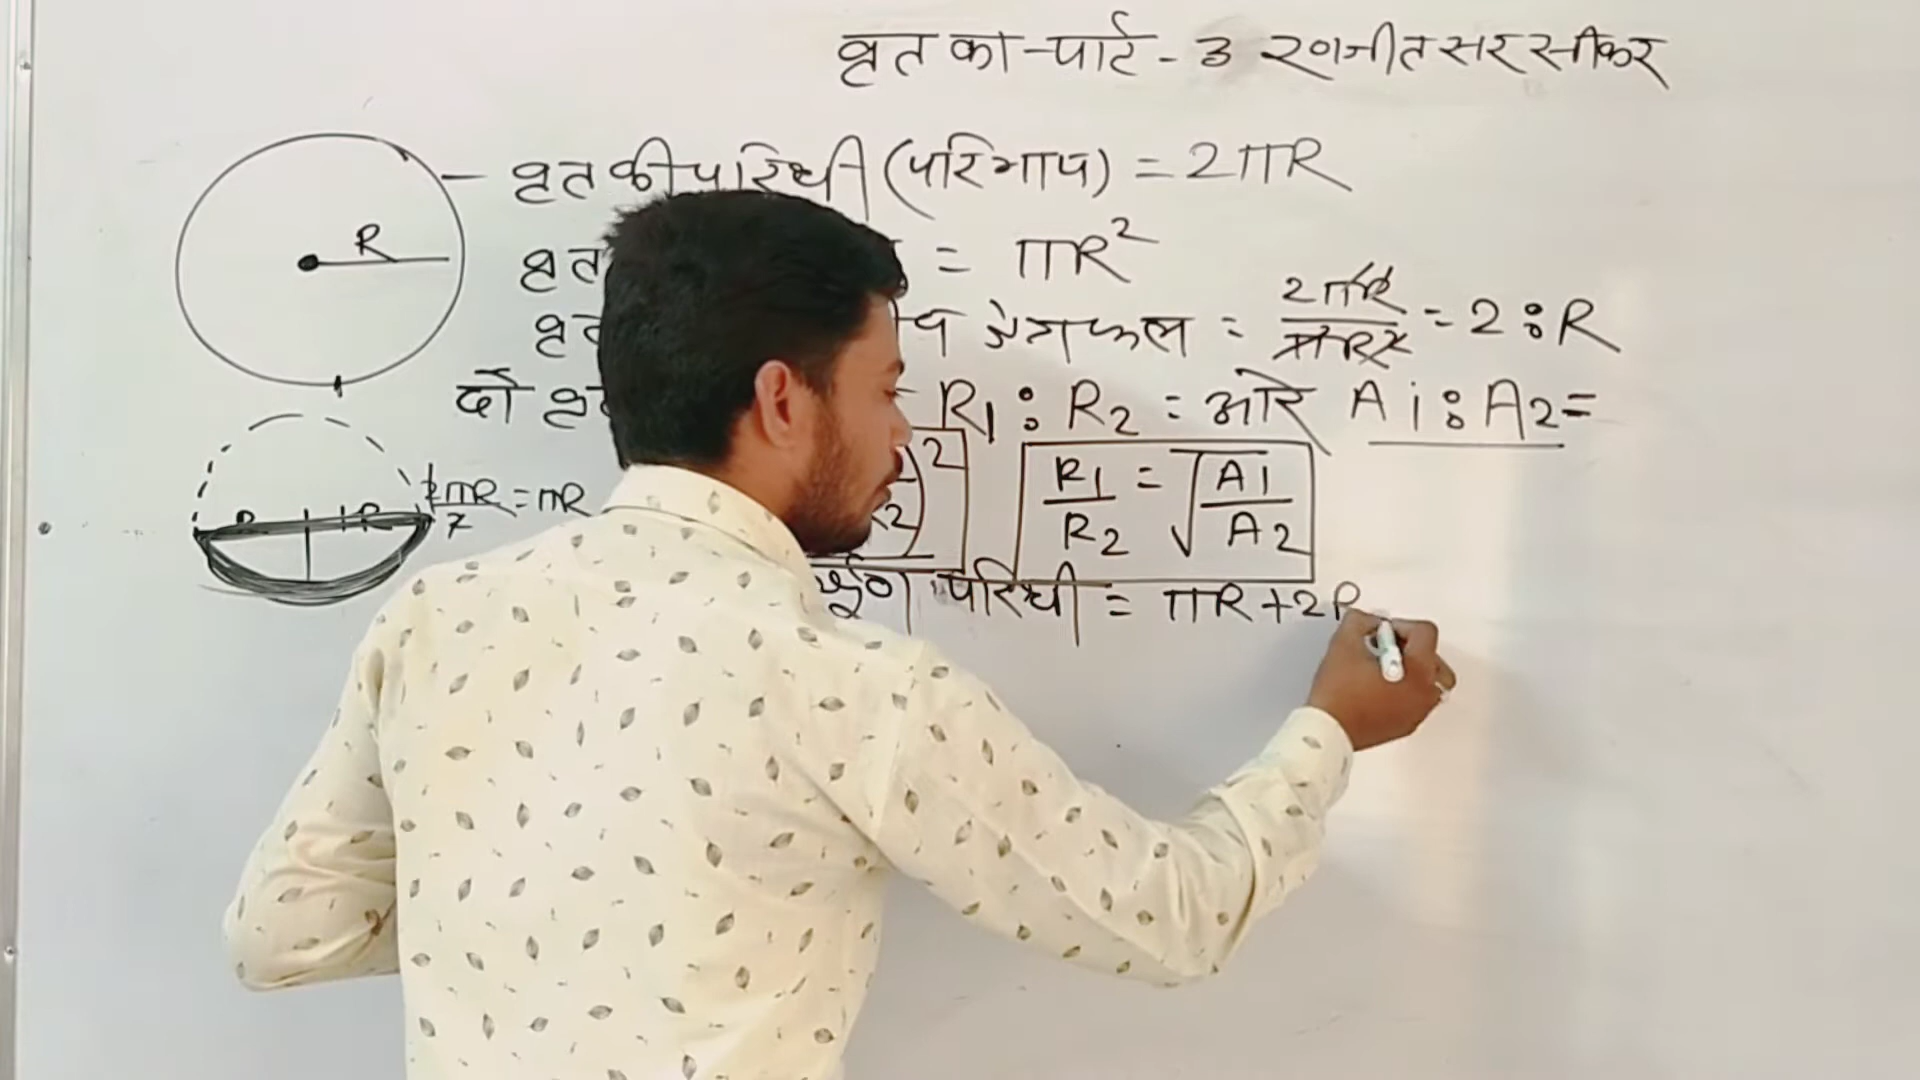 वृत का पार्ट - 3 रणजीत सर सीकर
वृत की परिधी (परिमाप) = 2πR
R
वृत = πR²
वृत व क्षेत्रफल = 2πR/πR² = 2 : R
दो वृत R1 : R2 = और A1 : A2 =
2
R1/R2 = √A1/A2
2πR/2 = πR
R
परिधी = πR + 2R